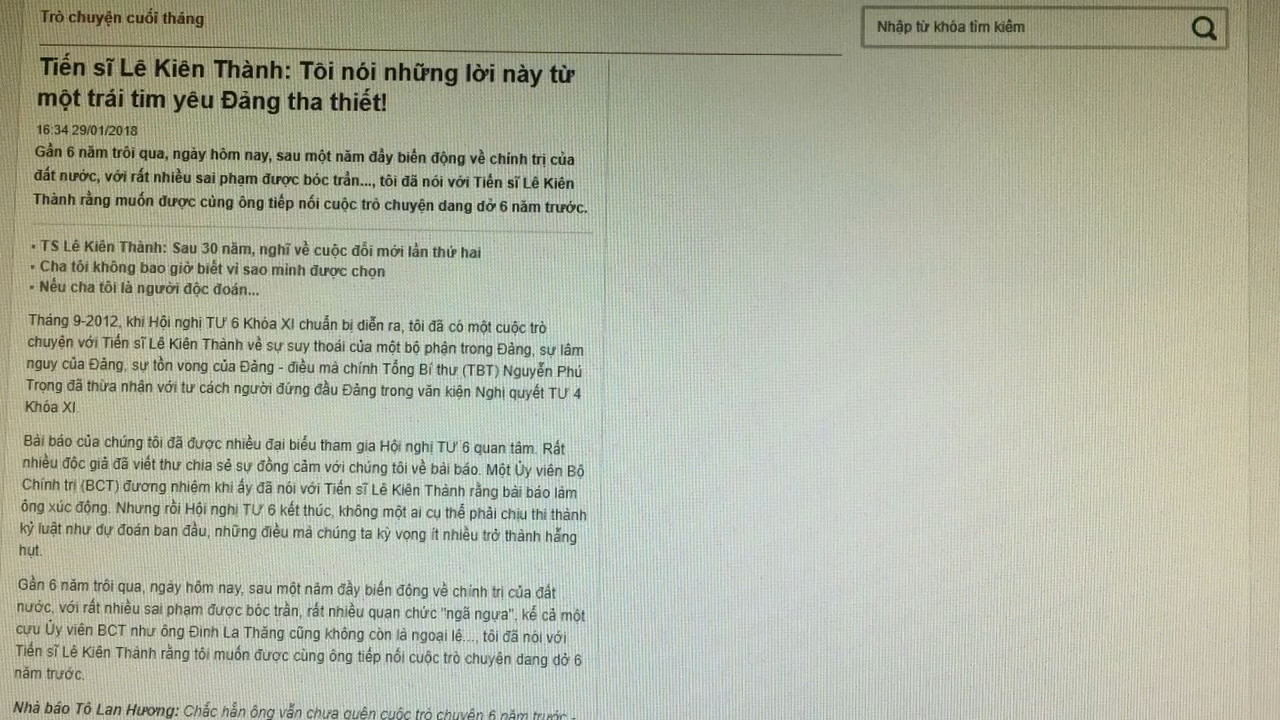 Trò chuyện cuối tháng
Nhập từ khóa tìm kiếm
Tiến sĩ Lê Kiên Thành: Tôi nói những lời này từ
một trái tim yêu Đảng tha thiết!
16:34 29/01/2018
Gần 6 năm trôi qua, ngày hôm nay, sau một năm đầy biến động về chính trị của
đất nước, với rất nhiều sai phạm được bóc trần..., tôi đã nói với Tiến sĩ Lê Kiên
Thành rằng muốn được cùng ông tiếp nối cuộc trò chuyện dang dở 6 năm trước.
• TS Lê Kiên Thành: Sau 30 năm, nghĩ về cuộc đổi mới lần thứ hai
• Cha tôi không bao giờ biết vì sao mình được chọn
• Nếu cha tôi là người độc đoán...
Tháng 9-2012, khi Hội nghị TƯ 6 Khóa XI chuẩn bị diễn ra, tôi đã có một cuộc trò
chuyện với Tiến sĩ Lê Kiên Thành về sự suy thoái của một bộ phận trong Đảng, sự lâm
nguy của Đảng, sự tồn vong của Đảng - điều mà chính Tổng Bí thư (TBT) Nguyễn Phú
Trọng đã thừa nhận với tư cách người đứng đầu Đảng trong văn kiện Nghị quyết TƯ 4
Khóa XI.
Bài báo của chúng tôi đã được nhiều đại biểu tham gia Hội nghị TƯ 6 quan tâm. Rất
nhiều độc giả đã viết thư chia sẻ sự đồng cảm với chúng tôi về bài báo. Một Ủy viên Bộ
Chính trị (BCT) đương nhiệm khi ấy đã nói với Tiến sĩ Lê Kiên Thành rằng bài báo làm
ông xúc động. Nhưng rồi Hội nghị TƯ 6 kết thúc, không một ai cụ thể phải chịu thi thành
kỷ luật như dự đoán ban đầu, những điều mà chúng ta kỳ vọng ít nhiều trở thành hẫng
hụt.
Gần 6 năm trôi qua, ngày hôm nay, sau một năm đầy biến động về chính trị của đất
nước, với rất nhiều sai phạm được bóc trần, rất nhiều quan chức "ngã ngựa", kể cả một
cựu Ủy viên BCT như ông Đinh La Thăng cũng không còn là ngoại lệ..., tôi đã nói với
Tiến sĩ Lê Kiên Thành rằng tôi muốn được cùng ông tiếp nối cuộc trò chuyện dang dở 6
năm trước.
Nhà báo Tô Lan Hương: Chắc hẳn ông vẫn chưa quên cuộc trò chuyện 6 năm trước -